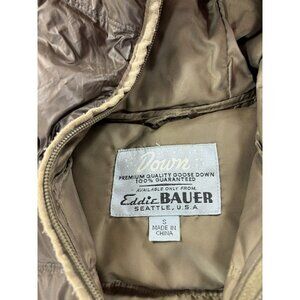 Down
PREMIUM QUALITY GOOSE DOWN
100% GUARANTEED
AVAILABLE ONLY FROM
Eddie BAUER
SEATTLE, U.S.A
S
MADE IN
CHINA